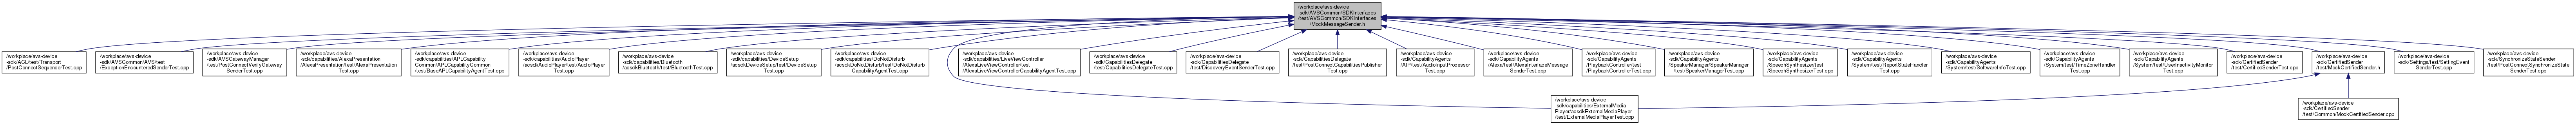 /workplace/avs-device
-sdk/AVSCommon/SDKInterfaces
/test/AVSCommon/SDKInterfaces
/MockMessageSender.h
/workplace/avs-device
-sdk/ACL/test/Transport
/PostConnectSequencerTest.cpp
/workplace/avs-device
-sdk/AVSCommon/AVS/test
/ExceptionEncounteredSenderTest.cpp
/workplace/avs-device
-sdk/AVSGatewayManager
/test/PostConnectVerifyGateway
SenderTest.cpp
/workplace/avs-device
-sdk/capabilities/AlexaPresentation
/AlexaPresentation/test/AlexaPresentation
Test.cpp
/workplace/avs-device
-sdk/capabilities/APLCapability
Common/APLCapabilityCommon
/test/BaseAPLCapabilityAgentTest.cpp
/workplace/avs-device
-sdk/capabilities/AudioPlayer
/acsdkAudioPlayer/test/AudioPlayer
Test.cpp
/workplace/avs-device
-sdk/capabilities/Bluetooth
/acsdkBluetooth/test/BluetoothTest.cpp
/workplace/avs-device
-sdk/capabilities/DeviceSetup
/acsdkDeviceSetup/test/DeviceSetup
Test.cpp
/workplace/avs-device
-sdk/capabilities/DoNotDisturb
/acsdkDoNotDisturb/test/DoNotDisturb
CapabilityAgentTest.cpp
/workplace/avs-device
-sdk/capabilities/LiveViewController
/AlexaLiveViewController/test
/AlexaLiveViewControllerCapabilityAgentTest.cpp
/workplace/avs-device
-sdk/CapabilitiesDelegate
/test/CapabilitiesDelegateTest.cpp
/workplace/avs-device
-sdk/CapabilitiesDelegate
/test/DiscoveryEventSenderTest.cpp
/workplace/avs-device
-sdk/CapabilitiesDelegate
/test/PostConnectCapabilitiesPublisher
Test.cpp
/workplace/avs-device
-sdk/CapabilityAgents
/AIP/test/AudioInputProcessor
Test.cpp
/workplace/avs-device
-sdk/CapabilityAgents
/Alexa/test/AlexaInterfaceMessage
SenderTest.cpp
/workplace/avs-device
-sdk/CapabilityAgents
/PlaybackController/test
/PlaybackControllerTest.cpp
/workplace/avs-device
-sdk/CapabilityAgents
/SpeakerManager/SpeakerManager
/test/SpeakerManagerTest.cpp
/workplace/avs-device
-sdk/CapabilityAgents
/SpeechSynthesizer/test
/SpeechSynthesizerTest.cpp
/workplace/avs-device
-sdk/CapabilityAgents
/System/test/ReportStateHandler
Test.cpp
/workplace/avs-device
-sdk/CapabilityAgents
/System/test/SoftwareInfoTest.cpp
/workplace/avs-device
-sdk/CapabilityAgents
/System/test/TimeZoneHandler
Test.cpp
/workplace/avs-device
-sdk/CapabilityAgents
/System/test/UserInactivityMonitor
Test.cpp
/workplace/avs-device
-sdk/CertifiedSender
/test/CertifiedSenderTest.cpp
/workplace/avs-device
-sdk/CertifiedSender
/test/MockCertifiedSender.h
/workplace/avs-device
-sdk/Settings/test/SettingEvent
SenderTest.cpp
/workplace/avs-device
-sdk/SynchronizeStateSender
/test/PostConnectSynchronizeState
SenderTest.cpp
/workplace/avs-device
-sdk/capabilities/ExternalMedia
Player/acsdkExternalMediaPlayer
/test/ExternalMediaPlayerTest.cpp
/workplace/avs-device
-sdk/CertifiedSender
/test/Common/MockCertifiedSender.cpp